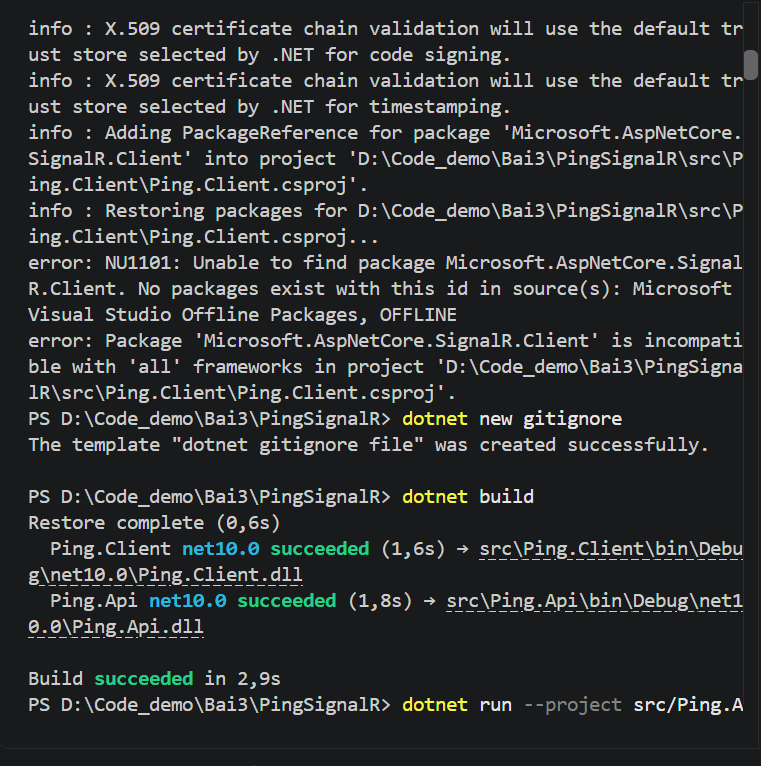 info : X.509 certificate chain validation will use the default tr
ust store selected by .NET for code signing.
info : X.509 certificate chain validation will use the default tr
ust store selected by .NET for timestamping.
info : Adding PackageReference for package 'Microsoft.AspNetCore.
SignalR.Client' into project 'D:\Code_demo\Bai3\PingSignalR\src\P
ing.Client\Ping.Client.csproj'.
info : Restoring packages for D:\Code_demo\Bai3\PingSignalR\src\P
ing.Client\Ping.Client.csproj...
error: NU1101: Unable to find package Microsoft.AspNetCore.Signal
R.Client. No packages exist with this id in source(s): Microsoft
Visual Studio Offline Packages, OFFLINE
error: Package 'Microsoft.AspNetCore.SignalR.Client' is incompati
ble with 'all' frameworks in project 'D:\Code_demo\Bai3\PingSigna
lR\src\Ping.Client\Ping.Client.csproj'.
PS D:\Code_demo\Bai3\PingSignalR> dotnet new gitignore
The template "dotnet gitignore file" was created successfully.
PS D:\Code_demo\Bai3\PingSignalR> dotnet build
Restore complete (0,6s)
  Ping.Client net10.0 succeeded (1,6s) → src\Ping.Client\bin\Debu
g\net10.0\Ping.Client.dll
  Ping.Api net10.0 succeeded (1,8s) → src\Ping.Api\bin\Debug\net1
0.0\Ping.Api.dll
Build succeeded in 2,9s
PS D:\Code_demo\Bai3\PingSignalR> dotnet run --project src/Ping.A